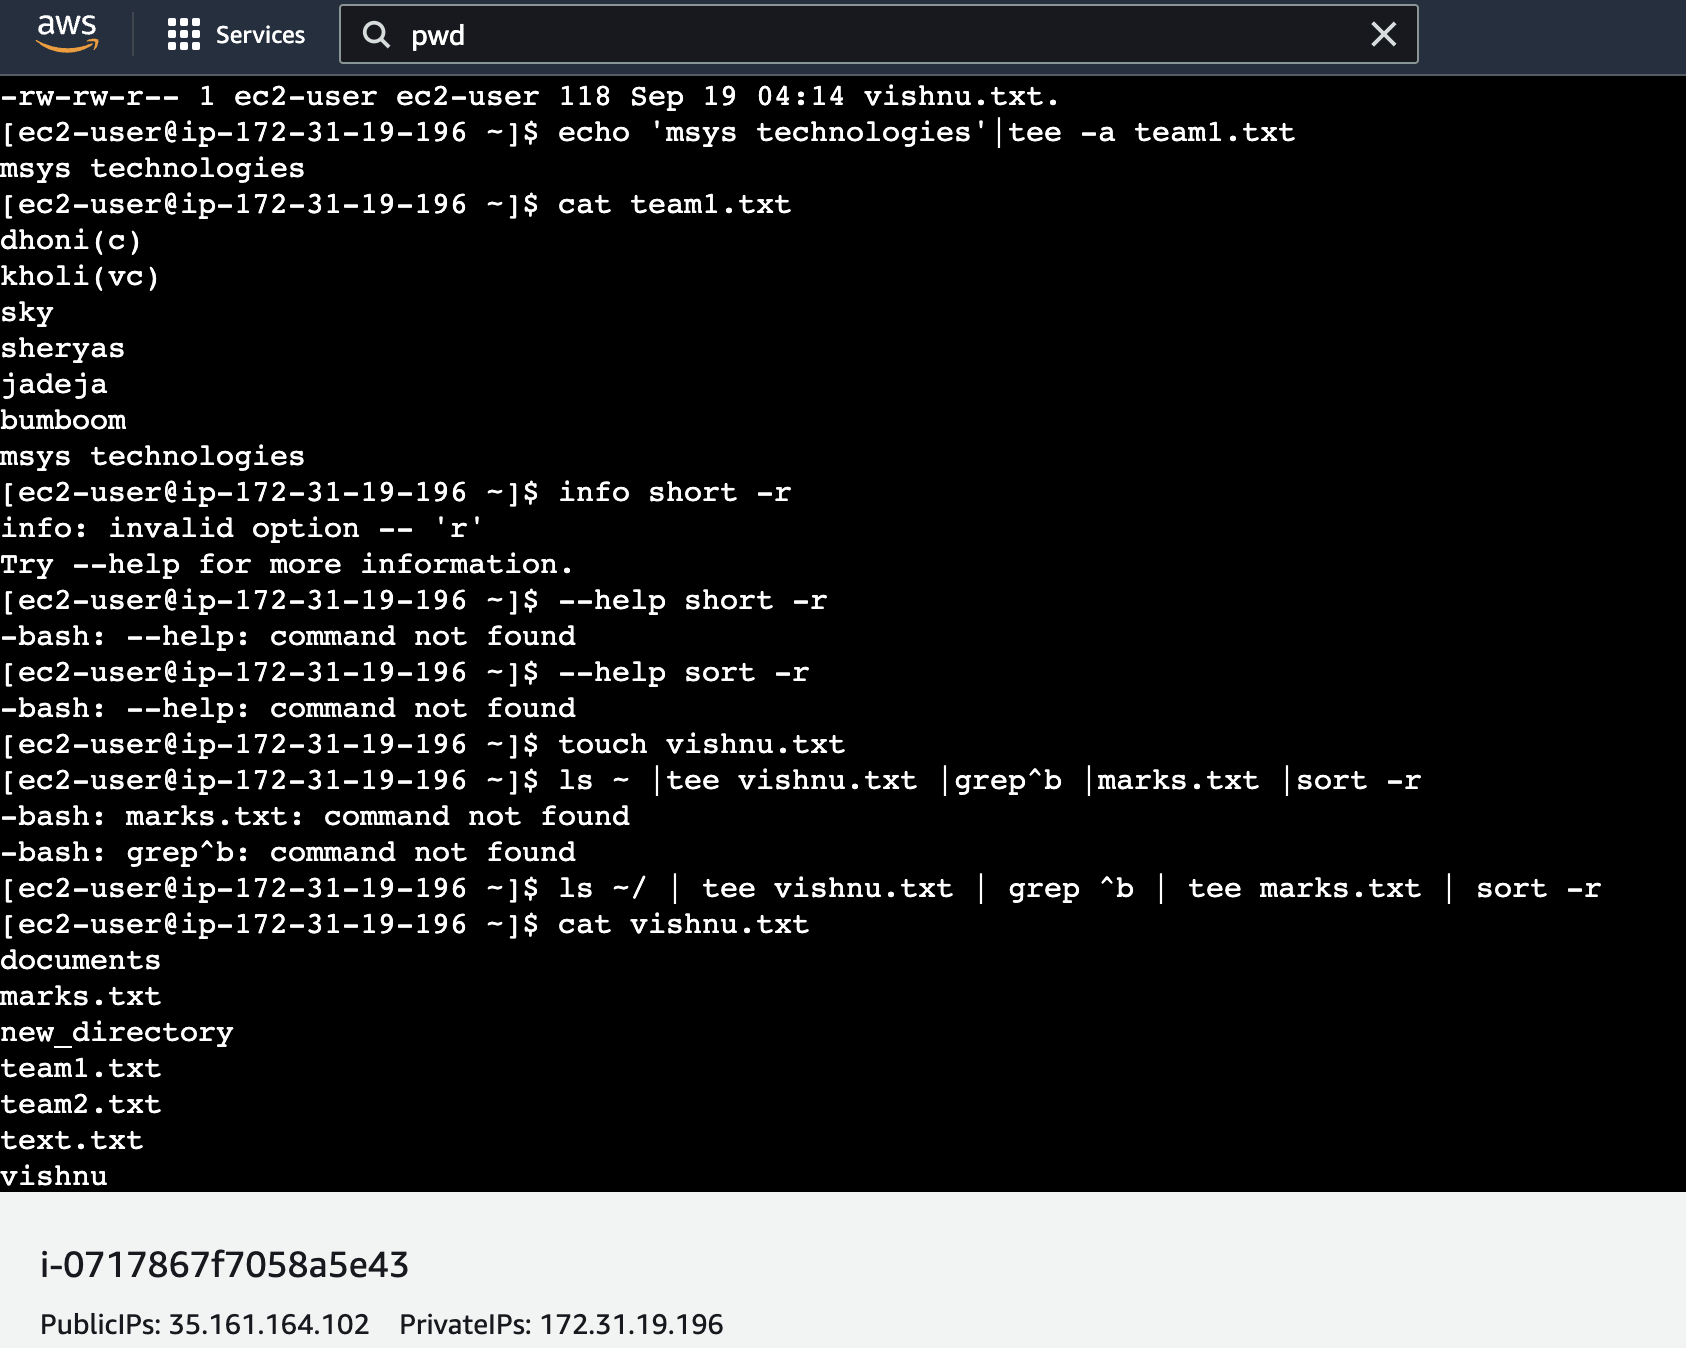 aws
Services
pwd
-rw-rw-r-- 1 ec2-user ec2-user 118 Sep 19 04:14 vishnu.txt.
[ec2-user@ip-172-31-19-196 ~]$ echo 'msys technologies'|tee -a team1.txt
msys technologies
[ec2-user@ip-172-31-19-196 ~]$ cat team1.txt
dhoni(c)
kholi(vc)
sky
sheryas
jadeja
bumboom
msys technologies
[ec2-user@ip-172-31-19-196 ~]$ info short -r
info: invalid option -- 'r'
Try --help for more information.
[ec2-user@ip-172-31-19-196 ~]$ --help short -r
-bash: --help: command not found
[ec2-user@ip-172-31-19-196 ~]$ --help sort -r
-bash: --help: command not found
[ec2-user@ip-172-31-19-196 ~]$ touch vishnu.txt
[ec2-user@ip-172-31-19-196 ~]$ ls ~ |tee vishnu.txt |grep^b |marks.txt |sort -r
-bash: marks.txt: command not found
-bash: grep^b: command not found
[ec2-user@ip-172-31-19-196 ~]$ ls ~/ | tee vishnu.txt | grep ^b | tee marks.txt | sort -r
[ec2-user@ip-172-31-19-196 ~]$ cat vishnu.txt
documents
marks.txt
new_directory
team1.txt
team2.txt
text.txt
vishnu
i-0717867f7058a5e43
PublicIPs: 35.161.164.102 PrivateIPs: 172.31.19.196